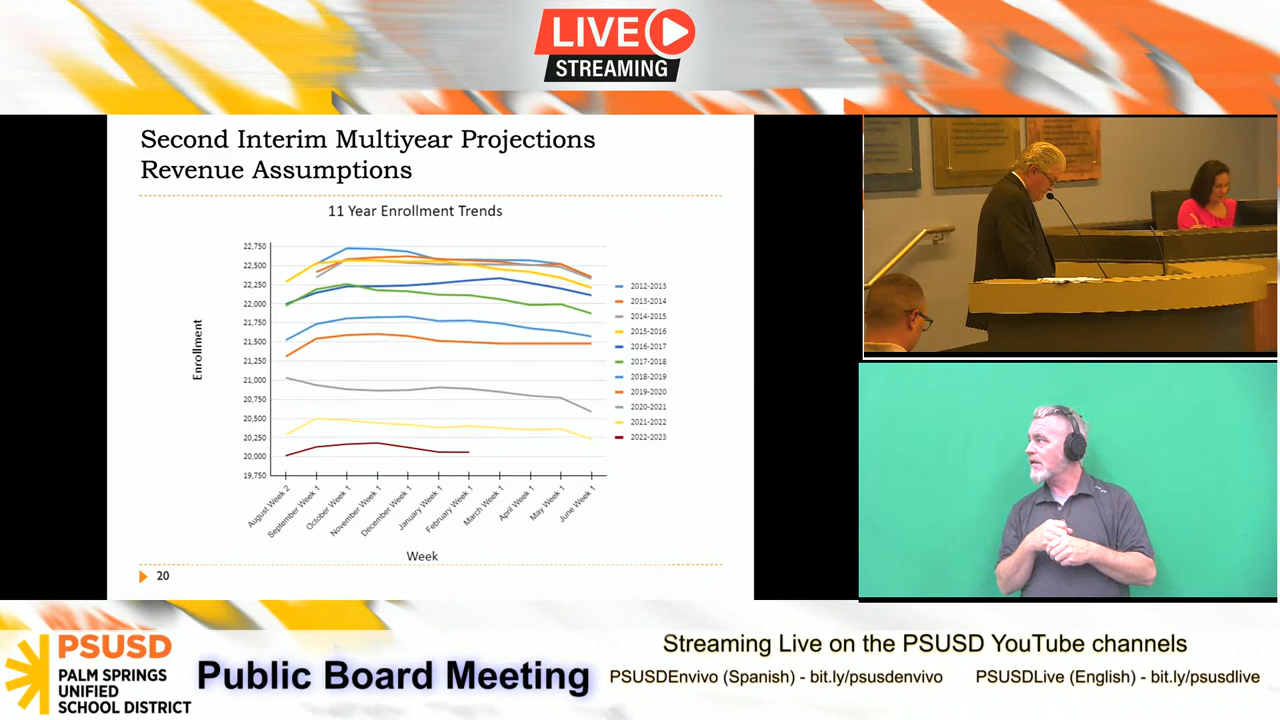 LIVE
STREAMING
Second Interim Multiyear Projections
Revenue Assumptions
11 Year Enrollment Trends
22,750
22,500
22,250
22,000
21,750
21,500
21,250
21,000
20,750
20,500
20,250
20,000
19,750
Enrollment
August Week 2
September Week 1
October Week 1
November Week 1
December Week 1
January Week 1
February Week 1
March Week 1
April Week 1
May Week 1
June Week 1
Week
2012-2013
2013-2014
2014-2015
2015-2016
2016-2017
2017-2018
2018-2019
2019-2020
2020-2021
2021-2022
2022-2023
20
PSUSD
PALM SPRINGS
UNIFIED
SCHOOL DISTRICT
Public Board Meeting
Streaming Live on the PSUSD YouTube channels
PSUSDEnvivo (Spanish) - bit.ly/psusdenvivo
PSUSDLive (English) - bit.ly/psusdlive